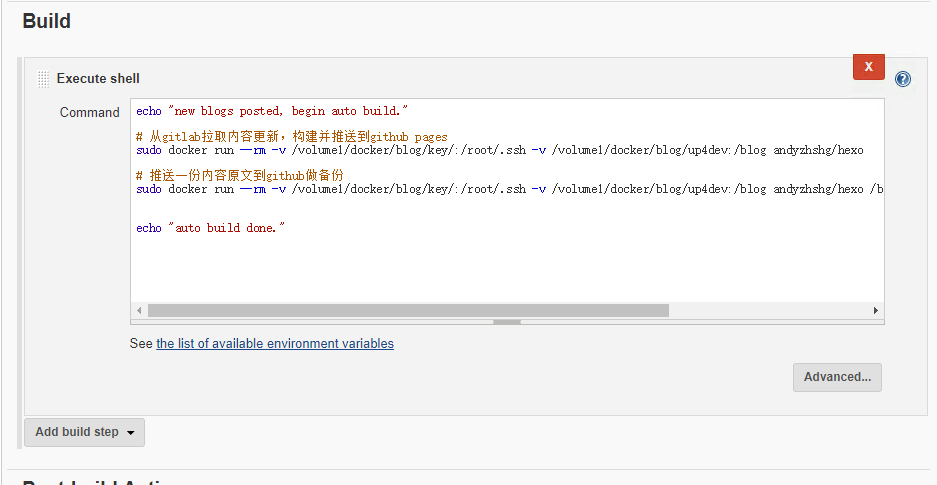 Build
Execute shell
X
Command
echo "new blogs posted, begin auto build."
# 从gitlab拉取内容更新，构建并推送到github pages
sudo docker run --rm -v /volume1/docker/blog/key/:/root/.ssh -v /volume1/docker/blog/up4dev:/blog andyzhshg/hexo
# 推送一份内容原文到github做备份
sudo docker run --rm -v /volume1/docker/blog/key/:/root/.ssh -v /volume1/docker/blog/up4dev:/blog andyzhshg/hexo /b
echo "auto build done."
See the list of available environment variables
Advanced...
Add build step